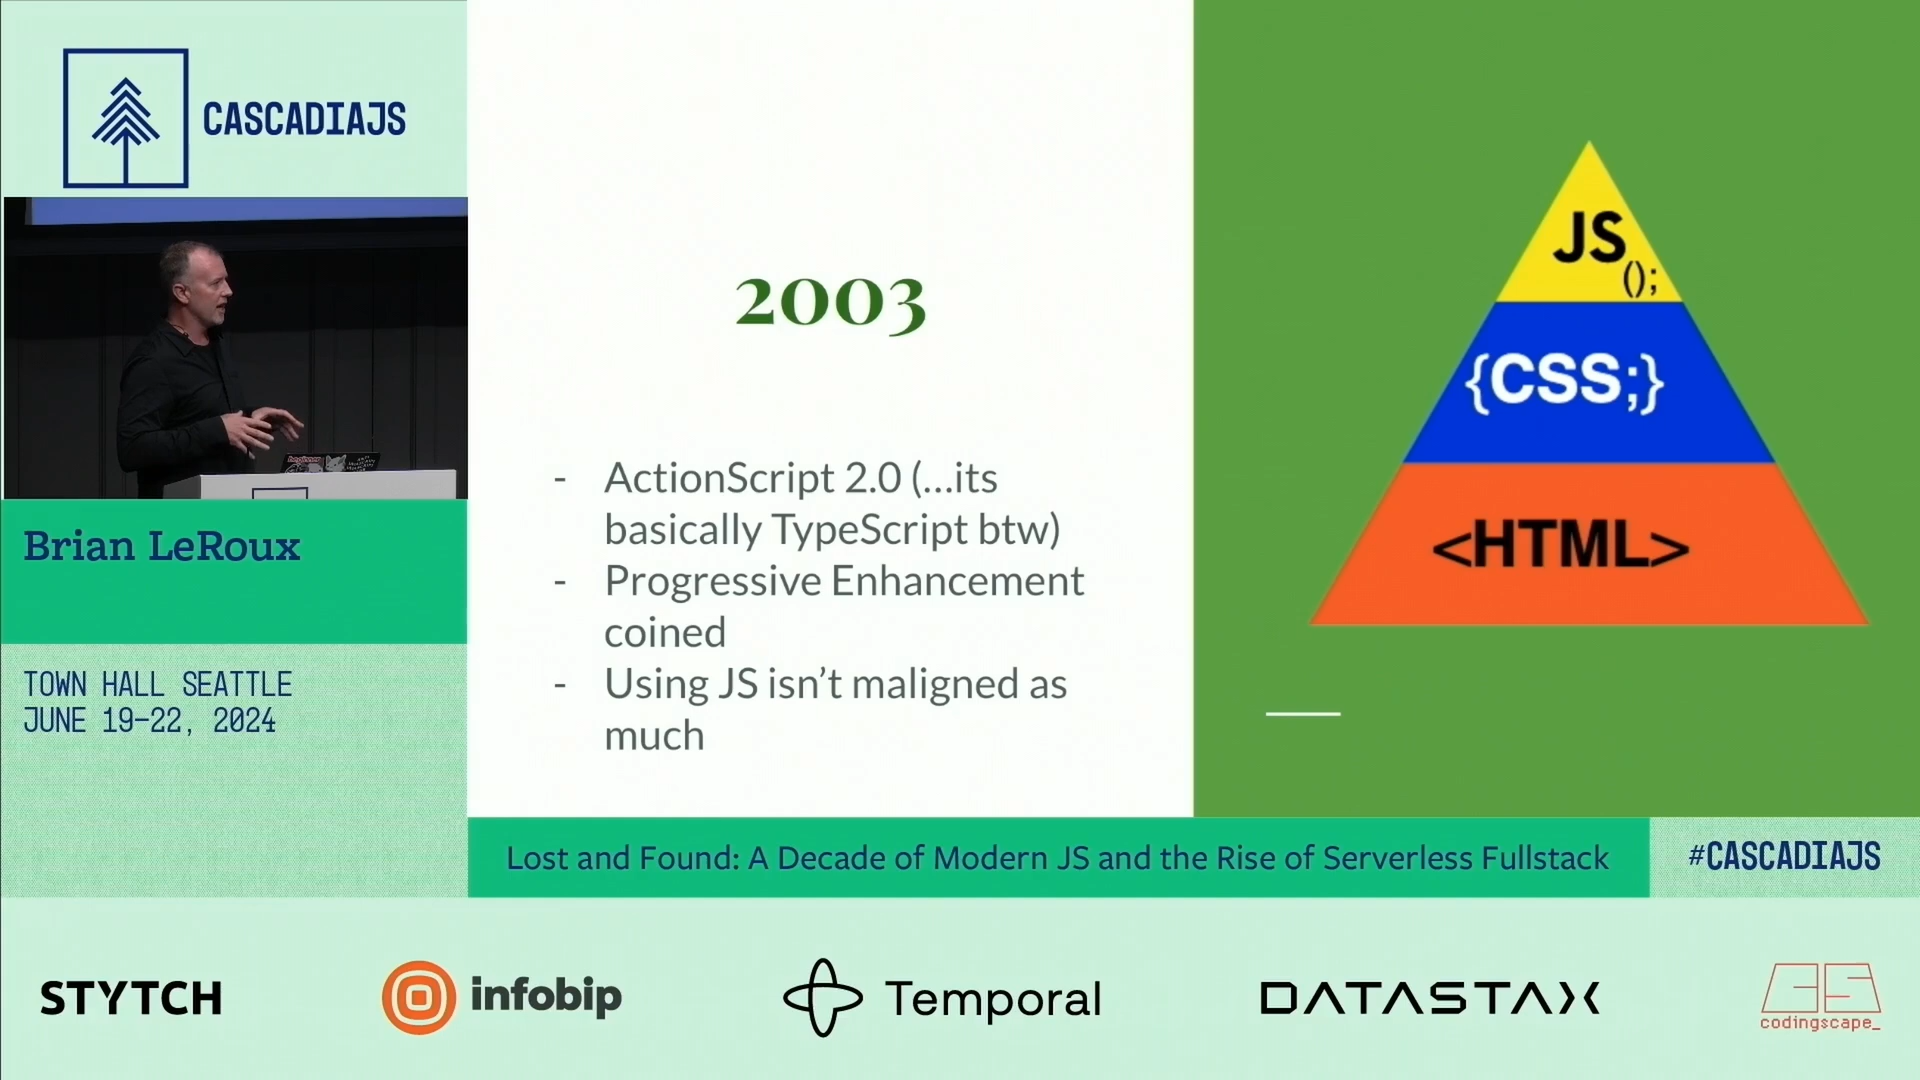 CASCADIAJS
Brian LeRoux
TOWN HALL SEATTLE
JUNE 19-22, 2024
2003
- ActionScript 2.0 (...its
basically TypeScript btw)
- Progressive Enhancement
coined
- Using JS isn't maligned as
much
JS
();
{CSS;}
<HTML>
Lost and Found: A Decade of Modern JS and the Rise of Serverless Fullstack
#CASCADIAJS
STYTCH
infobip
Temporal
DATASTAX
CS
codingscape_